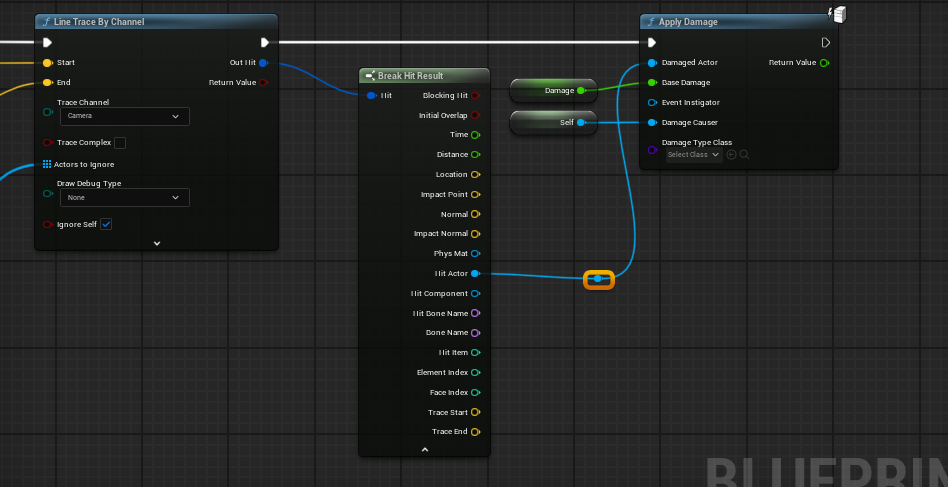 Line Trace By Channel
Start
Out Hit
End
Return Value
Trace Channel
Camera
Trace Complex
Actors to Ignore
Draw Debug Type
None
Ignore Self
Break Hit Result
Hit
Blocking Hit
Initial Overlap
Time
Distance
Location
Impact Point
Normal
Impact Normal
Phys Mat
Hit Actor
Hit Component
Hit Bone Name
Bone Name
Hit Item
Element Index
Face Index
Trace Start
Trace End
Damage
Self
Apply Damage
Damaged Actor
Return Value
Base Damage
Event Instigator
Damage Causer
Damage Type Class
Select Class
BLUEPRIN